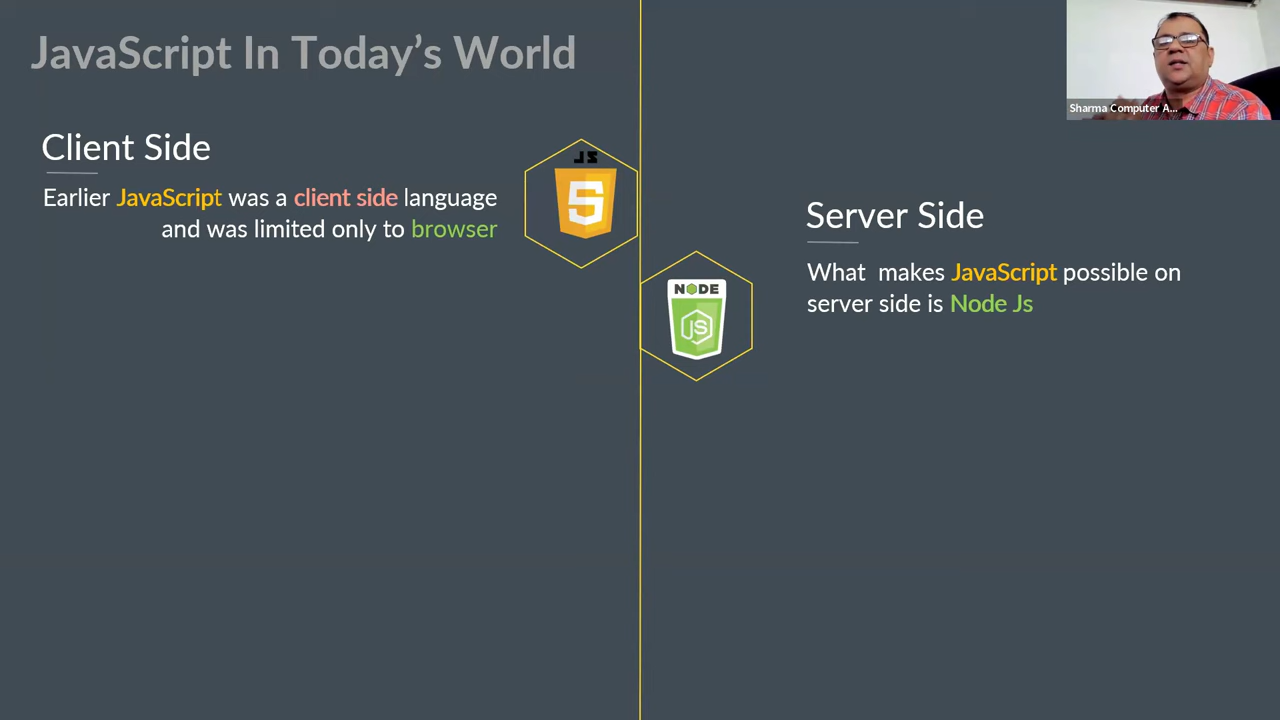 JavaScript In Today's World
Sharma Computer A...
Client Side
JS
5
Earlier JavaScript was a client side language
and was limited only to browser
Server Side
What makes JavaScript possible on
server side is Node Js
NODE
JS